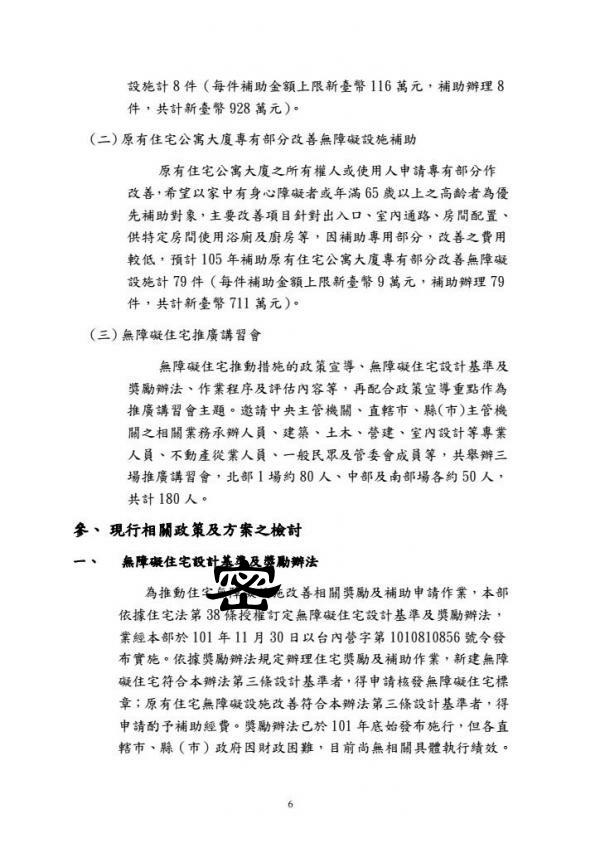 設施計 8 件（每件補助金額上限新臺幣 116 萬元，補助辦理 8
件，共計新臺幣 928 萬元）。
(二)原有住宅公寓大廈專有部分改善無障礙設施補助
原有住宅公寓大廈之所有權人或使用人申請專有部分作
改善，希望以家中有身心障礙者或年滿 65 歲以上之高齡者為優
先補助對象，主要改善項目針對出入口、室內通路、房間配置、
供特定房間使用浴廁及廚房等，因補助專用部分，改善之費用
較低，預計 105 年補助原有住宅公寓大廈專有部分改善無障礙
設施計 79 件（每件補助金額上限新臺幣 9 萬元，補助辦理 79
件，共計新臺幣 711 萬元）。
(三)無障礙住宅推廣講習會
無障礙住宅推動措施的政策宣導、無障礙住宅設計基準及
獎勵辦法、作業程序及評估內容等，再配合政策宣導重點作為
推廣講習會主題。邀請中央主管機關、直轄市、縣(市)主管機
關之相關業務承辦人員、建築、土木、營建、室內設計等專業
人員、不動產從業人員、一般民眾及管委會成員等，共舉辦三
場推廣講習會，北部 1 場約 80 人、中部及南部場各約 50 人，
共計 180 人。
參、 現行相關政策及方案之檢討
一、 無障礙住宅設計基準及獎勵辦法
密
為推動住宅無障礙設施改善相關獎勵及補助申請作業，本部
依據住宅法第 38 條授權訂定無障礙住宅設計基準及獎勵辦法，
業經本部於 101 年 11 月 30 日以台內營字第 1010810856 號令發
布實施。依據獎勵辦法規定辦理住宅獎勵及補助作業，新建無障
礙住宅符合本辦法第三條設計基準者，得申請核發無障礙住宅標
章；原有住宅無障礙設施改善符合本辦法第三條設計基準者，得
申請酌予補助經費。獎勵辦法已於 101 年底始發布施行，但各直
轄市、縣（市）政府因財政困難，目前尚無相關具體執行績效。
6